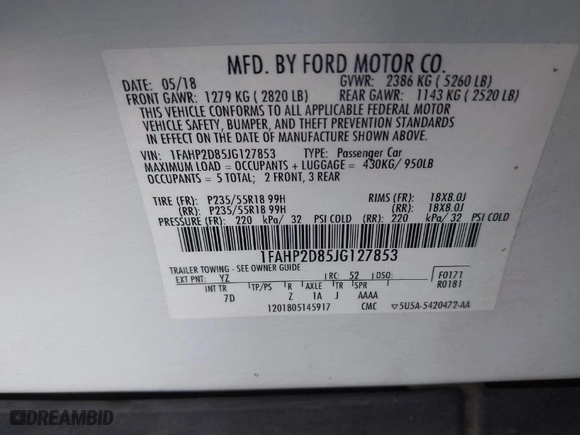 MFD. BY FORD MOTOR CO.
DATE: 05/18 GVWR: 2386 KG ( 5260 LB)
FRONT GAWR: 1279 KG ( 2820 LB) REAR GAWR: 1143 KG ( 2520 LB)
THIS VEHICLE CONFORMS TO ALL APPLICABLE FEDERAL MOTOR
VEHICLE SAFETY, BUMPER, AND THEFT PREVENTION STANDARDS
IN EFFECT ON THE DATE OF MANUFACTURE SHOWN ABOVE.
VIN: 1FAHP2D85JG127853 TYPE: Passenger Car
MAXIMUM LOAD = OCCUPANTS + LUGGAGE = 430KG/ 950LB
OCCUPANTS = 5 TOTAL; 2 FRONT, 3 REAR
TIRE (FR): P235/55R18 99H RIMS (FR): 18X8.0J
(RR): P235/55R18 99H (RR): 18X8.0J
PRESSURE (FR): 220 kPa/ 32 PSI COLD (RR): 220 kPa/ 32 PSI COLD
1FAHP2D85JG127853
TRAILER TOWING - SEE OWNER GUIDE
EXT PNT: YZ RC: 52 DSO: F0171
INT TR TP/PS R AXLE TR SPR R0181
7D Z 1A J AAAA
1201805145917 CMC ▽5U5A-5420472-AA
DREAMBID